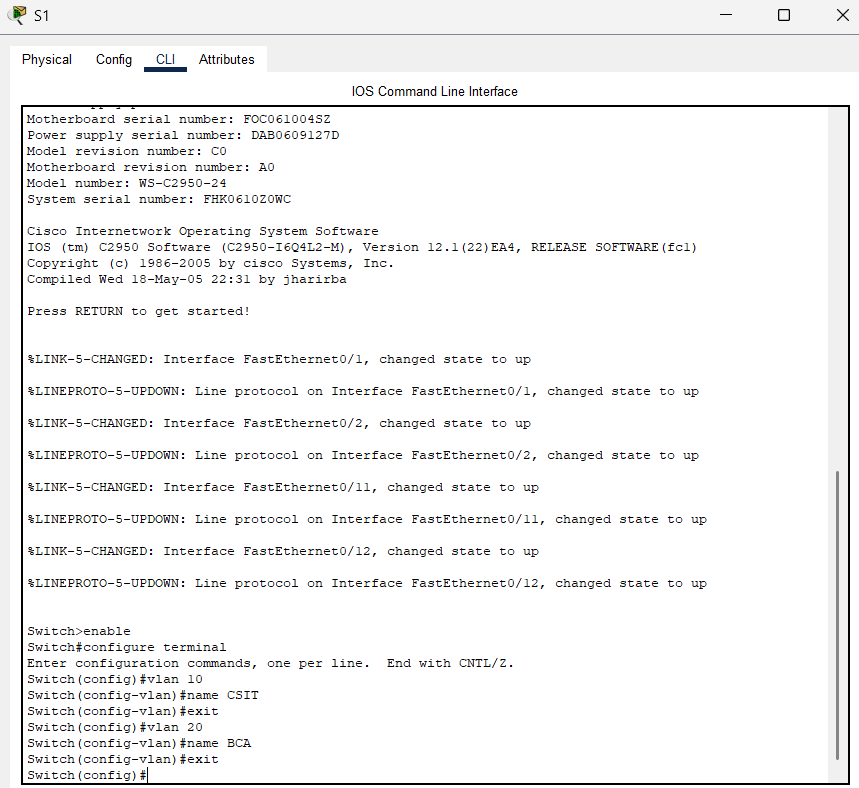 S1
Physical Config CLI Attributes
IOS Command Line Interface
Motherboard serial number: FOC061004SZ
Power supply serial number: DAB0609127D
Model revision number: C0
Motherboard revision number: A0
Model number: WS-C2950-24
System serial number: FHK0610Z0WC
Cisco Internetwork Operating System Software
IOS (tm) C2950 Software (C2950-I6Q4L2-M), Version 12.1(22)EA4, RELEASE SOFTWARE(fc1)
Copyright (c) 1986-2005 by cisco Systems, Inc.
Compiled Wed 18-May-05 22:31 by jharirba
Press RETURN to get started!
%LINK-5-CHANGED: Interface FastEthernet0/1, changed state to up
%LINEPROTO-5-UPDOWN: Line protocol on Interface FastEthernet0/1, changed state to up
%LINK-5-CHANGED: Interface FastEthernet0/2, changed state to up
%LINEPROTO-5-UPDOWN: Line protocol on Interface FastEthernet0/2, changed state to up
%LINK-5-CHANGED: Interface FastEthernet0/11, changed state to up
%LINEPROTO-5-UPDOWN: Line protocol on Interface FastEthernet0/11, changed state to up
%LINK-5-CHANGED: Interface FastEthernet0/12, changed state to up
%LINEPROTO-5-UPDOWN: Line protocol on Interface FastEthernet0/12, changed state to up
Switch>enable
Switch#configure terminal
Enter configuration commands, one per line.  End with CNTL/Z.
Switch(config)#vlan 10
Switch(config-vlan)#name CSIT
Switch(config-vlan)#exit
Switch(config)#vlan 20
Switch(config-vlan)#name BCA
Switch(config-vlan)#exit
Switch(config)#